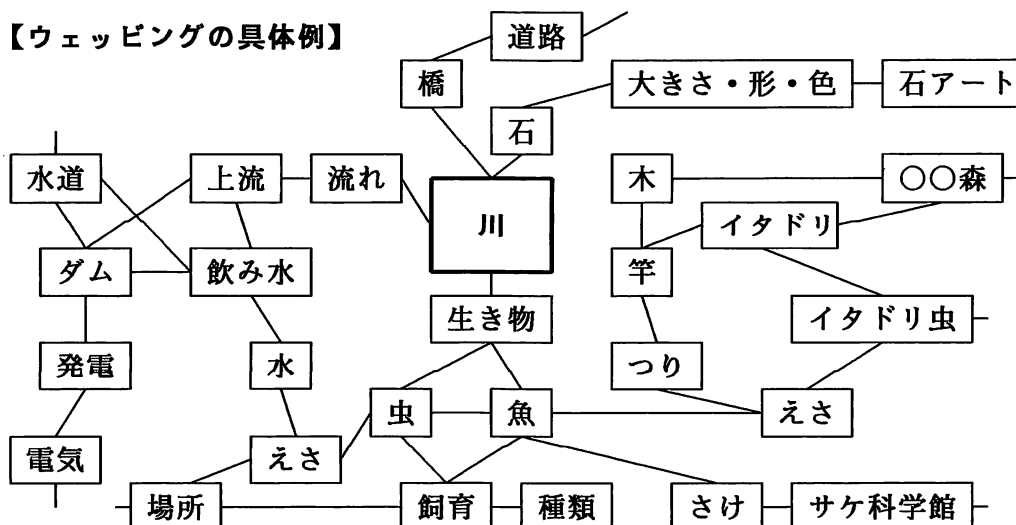 【ウェッビングの具体例】
道路
橋
大きさ・形・色
石アート
石
水道
上流
流れ
川
木
〇〇森
イタドリ
ダム
飲み水
竿
生き物
イタドリ虫
発電
水
つり
虫
魚
えさ
電気
えさ
場所
飼育
種類
さけ
サケ科学館